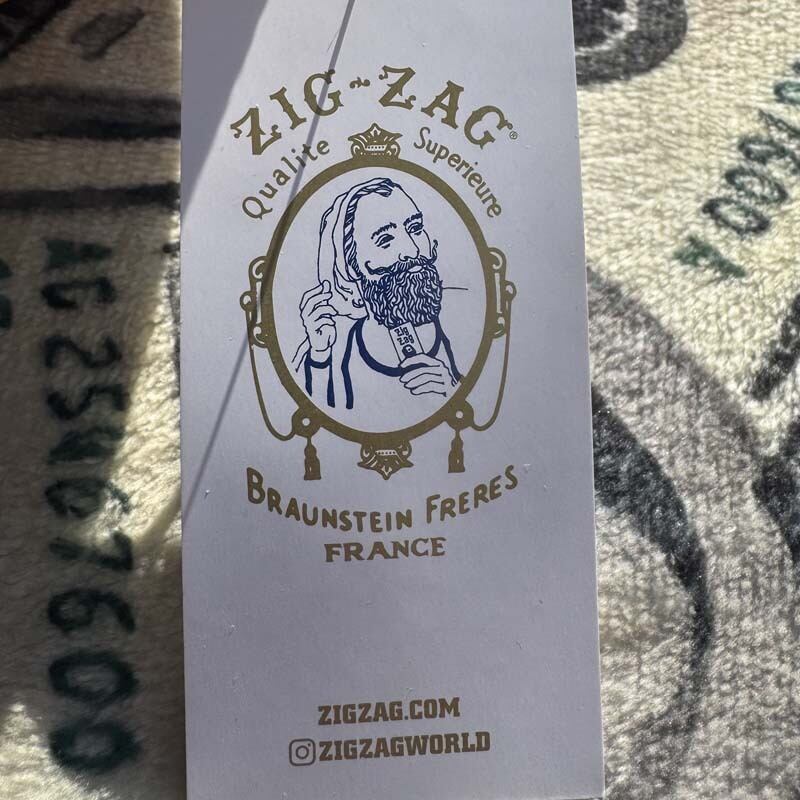 ZIG-ZAG®
Qualite Superieure
Zig
Zag
BRAUNSTEIN FRERES
FRANCE
ZIGZAG.COM
ZIGZAGWORLD